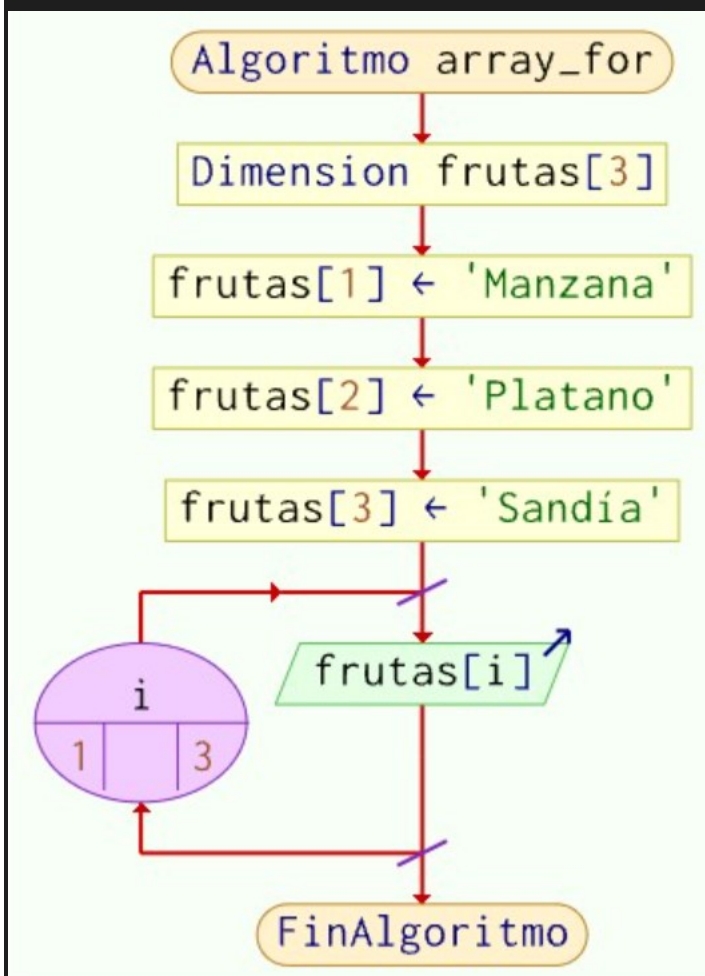 Algoritmo array_for
Dimension frutas[3]
frutas[1] ← 'Manzana'
frutas[2] ← 'Platano'
frutas[3] ← 'Sandía'
frutas[i]
i
1 3
FinAlgoritmo